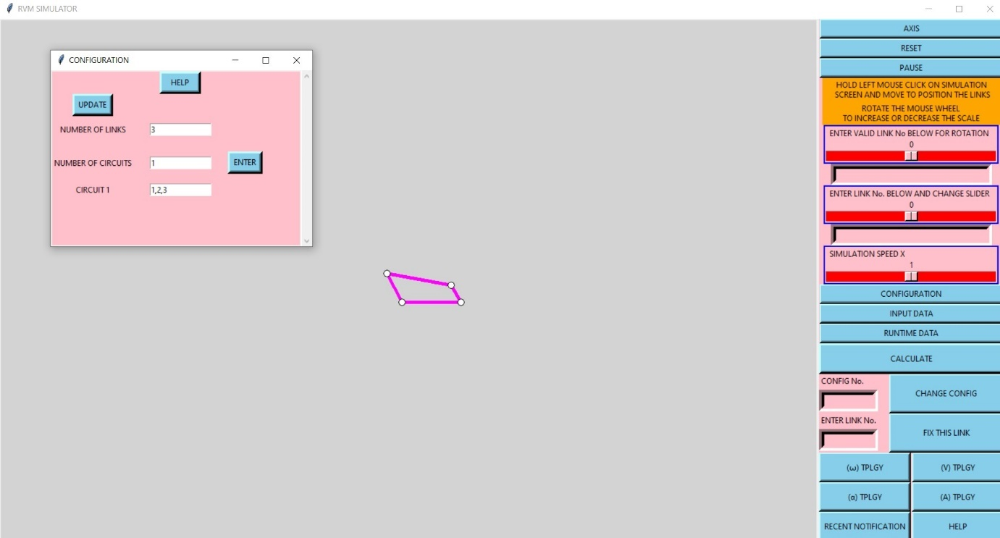 RVM SIMULATOR
CONFIGURATION
HELP
UPDATE
NUMBER OF LINKS 3
NUMBER OF CIRCUITS 1 ENTER
CIRCUIT 1 1,2,3
AXIS
RESET
PAUSE
HOLD LEFT MOUSE CLICK ON SIMULATION
SCREEN AND MOVE TO POSITION THE LINKS
ROTATE THE MOUSE WHEEL
TO INCREASE OR DECREASE THE SCALE
ENTER VALID LINK No BELOW FOR ROTATION
0
ENTER LINK No. BELOW AND CHANGE SLIDER
0
SIMULATION SPEED X
1
CONFIGURATION
INPUT DATA
RUNTIME DATA
CALCULATE
CONFIG No.
CHANGE CONFIG
ENTER LINK No.
FIX THIS LINK
(ω) TPLGY (V) TPLGY
(α) TPLGY (A) TPLGY
RECENT NOTIFICATION HELP